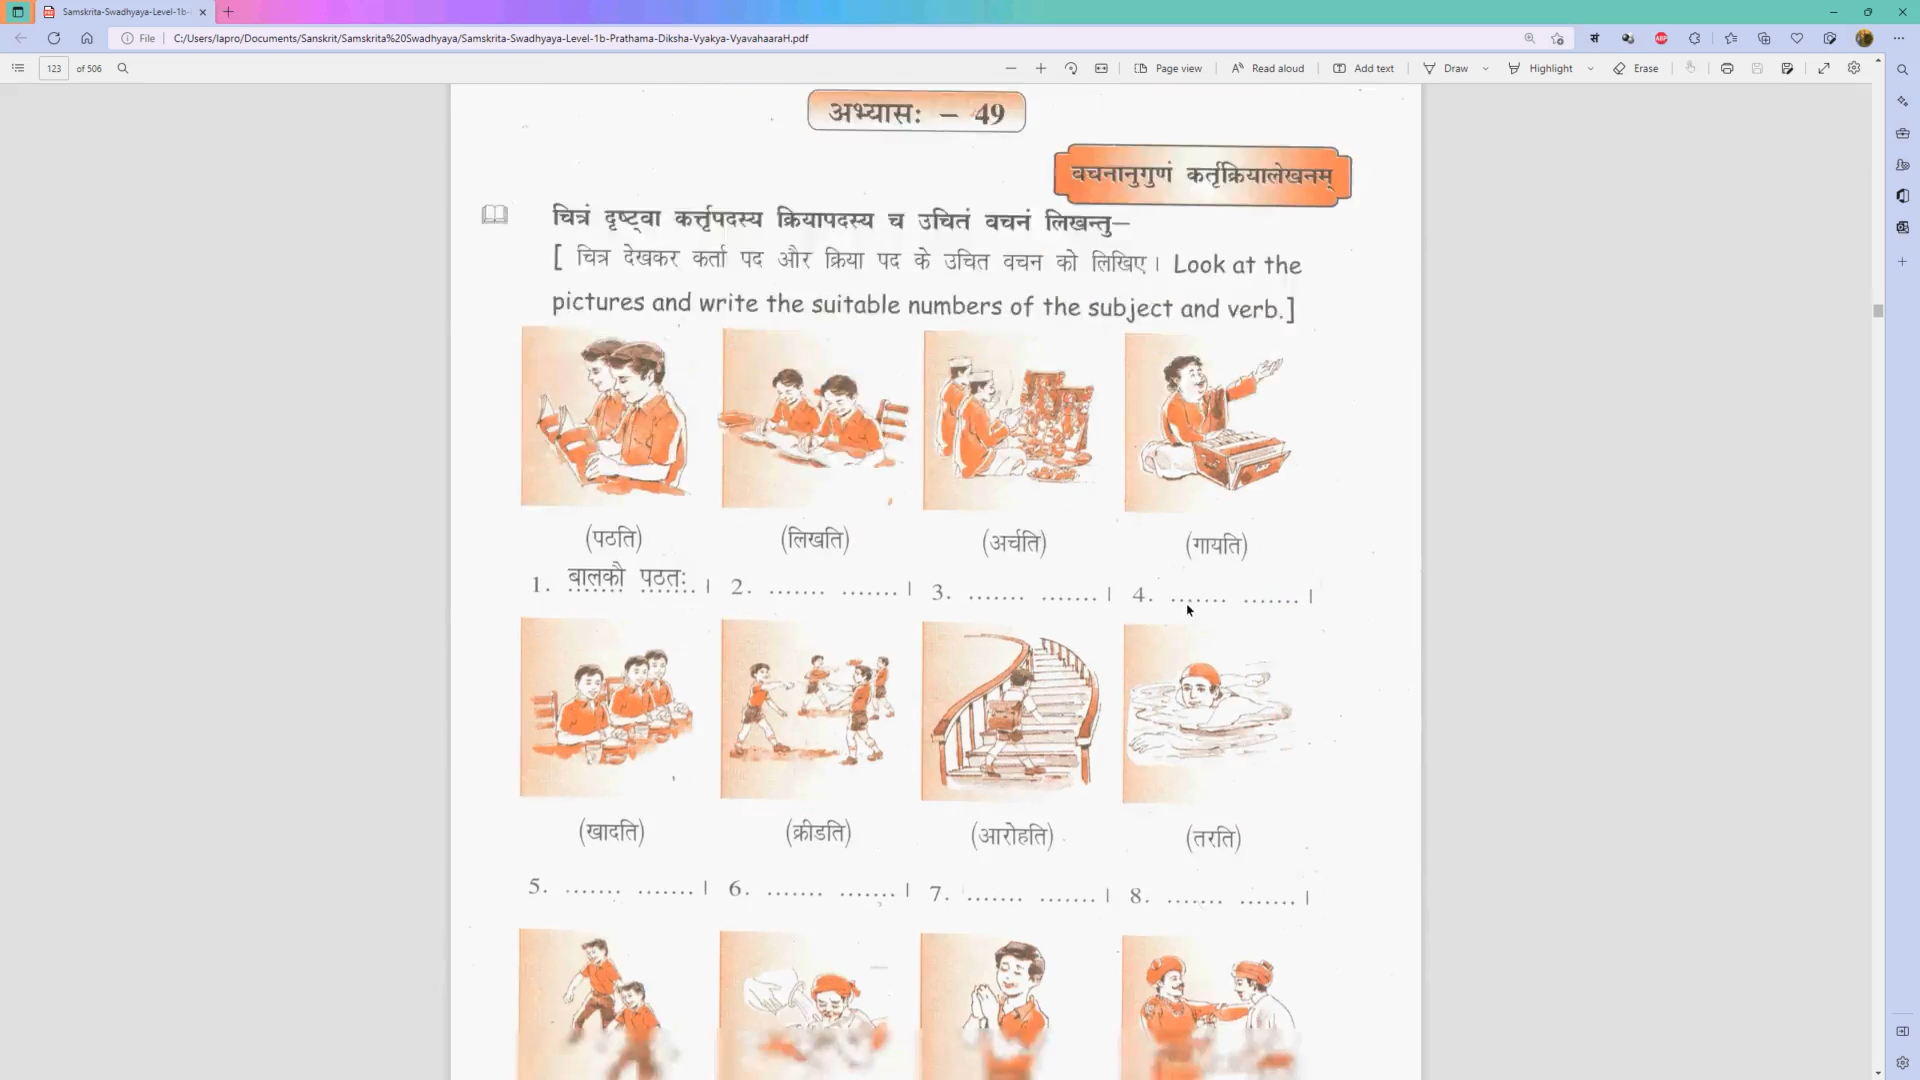 Samskrita-Swadhyaya-Level-1b-
File C:/Users/lapro/Documents/Sanskrit/Samskrita%20Swadhyaya/Samskrita-Swadhyaya-Level-1b-Prathama-Diksha-Vyakya-VyavahaaraH.pdf
123 of 506 Page view Read aloud Add text Draw Highlight Erase
अभ्यासः – 49
वचनानुगुणं कर्तृक्रियालेखनम्
चित्रं दृष्ट्वा कर्त्तृपदस्य क्रियापदस्य च उचितं वचनं लिखन्तु–
[ चित्र देखकर कर्ता पद और क्रिया पद के उचित वचन को लिखिए। Look at the
pictures and write the suitable numbers of the subject and verb.]
(पठति) (लिखति) (अर्चति) (गायति)
1. बालकौ पठतः। 2. ....... .......। 3. ....... .......। 4. ....... .......।
(खादति) (क्रीडति) (आरोहति) (तरति)
5. ....... .......। 6. ....... .......। 7. ....... .......। 8. ....... .......।